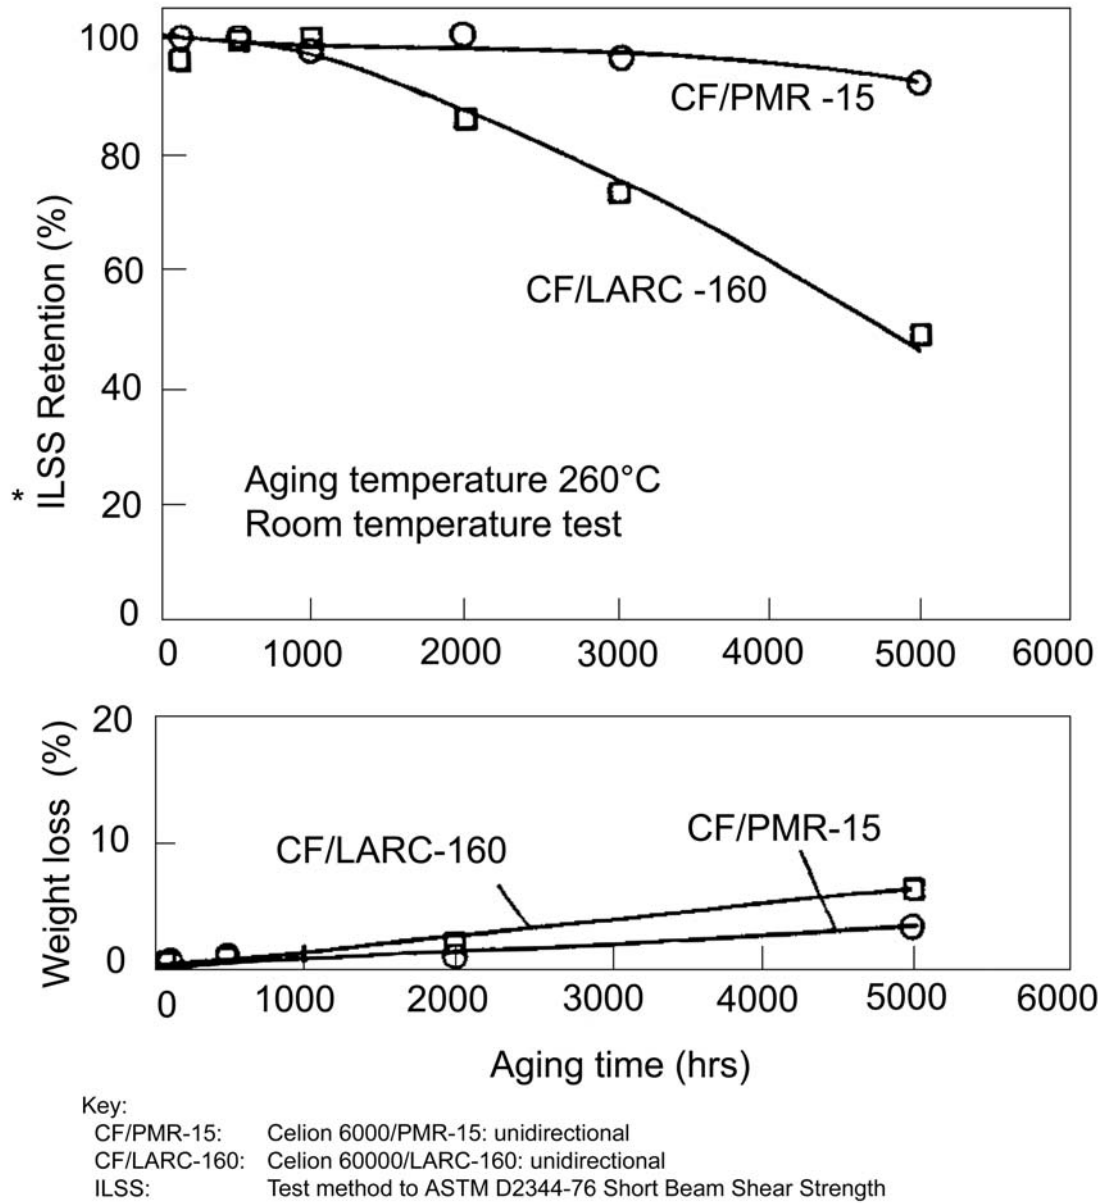 100
80
60
40
20
0
* ILSS Retention (%)
CF/PMR -15
CF/LARC -160
Aging temperature 260°C
Room temperature test
0 1000 2000 3000 4000 5000 6000
20
10
0
Weight loss (%)
CF/LARC-160
CF/PMR-15
0 1000 2000 3000 4000 5000 6000
Aging time (hrs)
Key:
CF/PMR-15: Celion 6000/PMR-15: unidirectional
CF/LARC-160: Celion 60000/LARC-160: unidirectional
ILSS: Test method to ASTM D2344-76 Short Beam Shear Strength